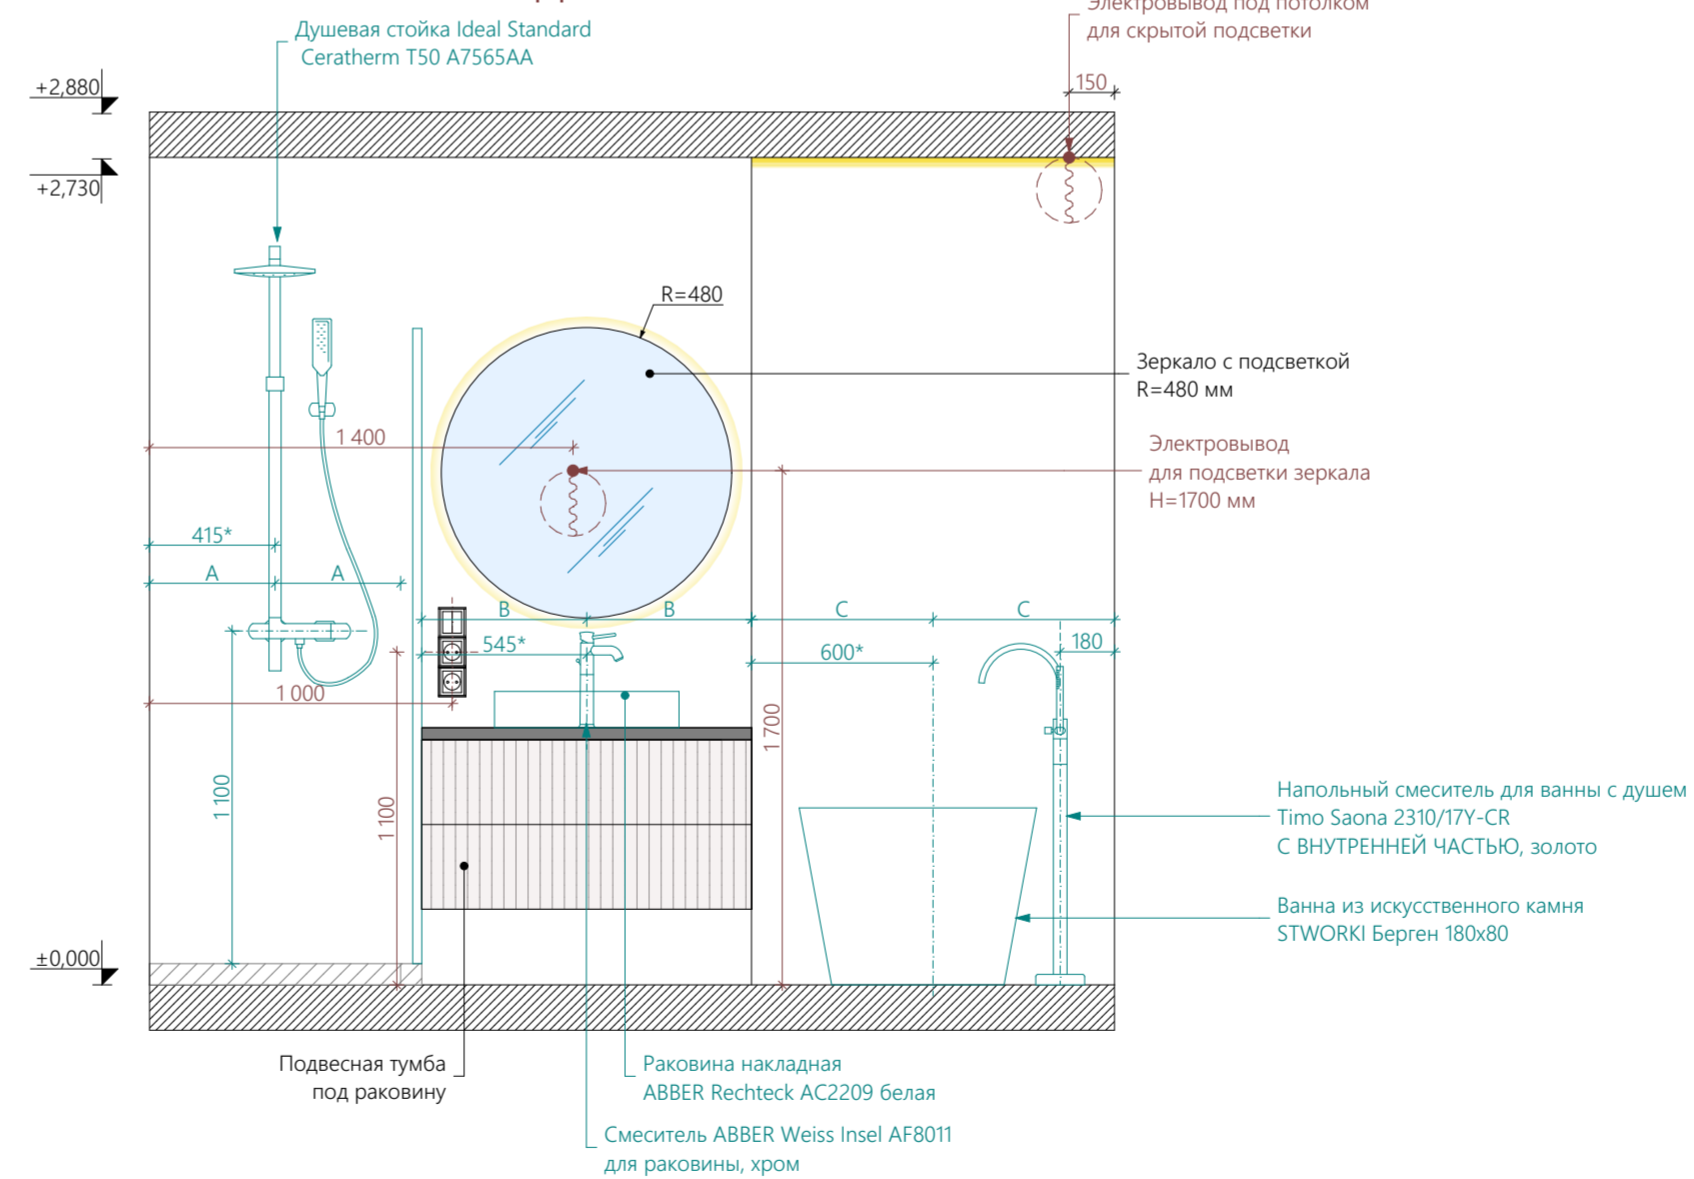 Электровывод под потолком
для скрытой подсветки
Душевая стойка Ideal Standard
Ceratherm T50 A7565AA
+2,880
150
+2,730
R=480
Зеркало с подсветкой
R=480 мм
1 400
Электровывод
для подсветки зеркала
H=1700 мм
415*
A
A
B
B
C
C
545*
600*
180
1 000
1 700
1 100
1 100
Напольный смеситель для ванны с душем
Timo Saona 2310/17Y-CR
С ВНУТРЕННЕЙ ЧАСТЬЮ, золото
Ванна из искусственного камня
STWORKI Берген 180x80
±0,000
Подвесная тумба
под раковину
Раковина накладная
ABBER Rechteck AC2209 белая
Смеситель ABBER Weiss Insel AF8011
для раковины, хром